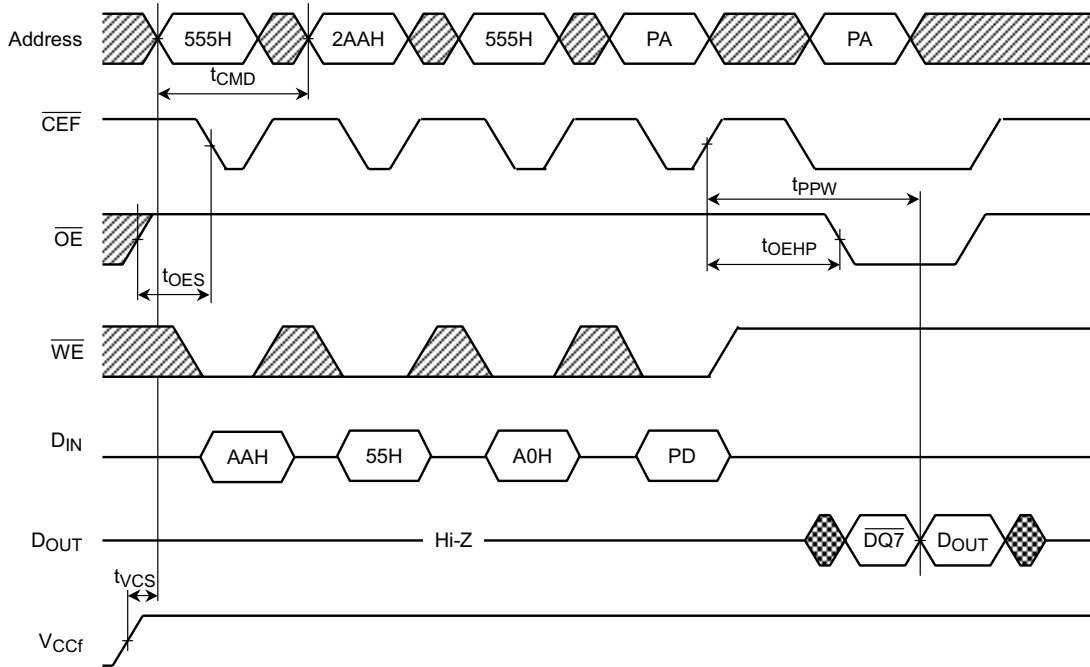 Address 555H 2AAH 555H PA PA
tCMD
CEF
tPPW
OE
tOEHP
tOES
WE
DIN
AAH 55H A0H PD
DOUT Hi-Z DQ7 DOUT
tVCS
VCCf